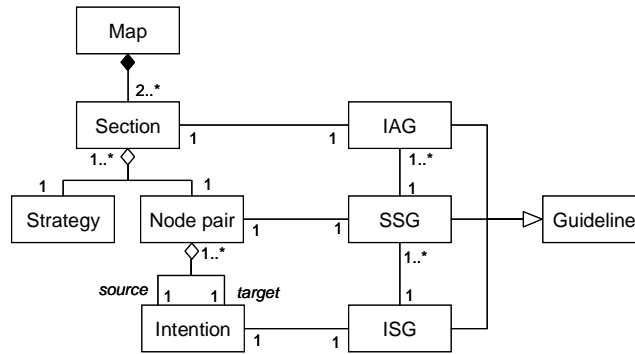 Map
2..*
Section
1
1
IAG
1..*
1..*
1
1
1
Strategy
Node pair
1
1
SSG
Guideline
1..*
1..*
source
1
1
target
1
Intention
1
1
ISG